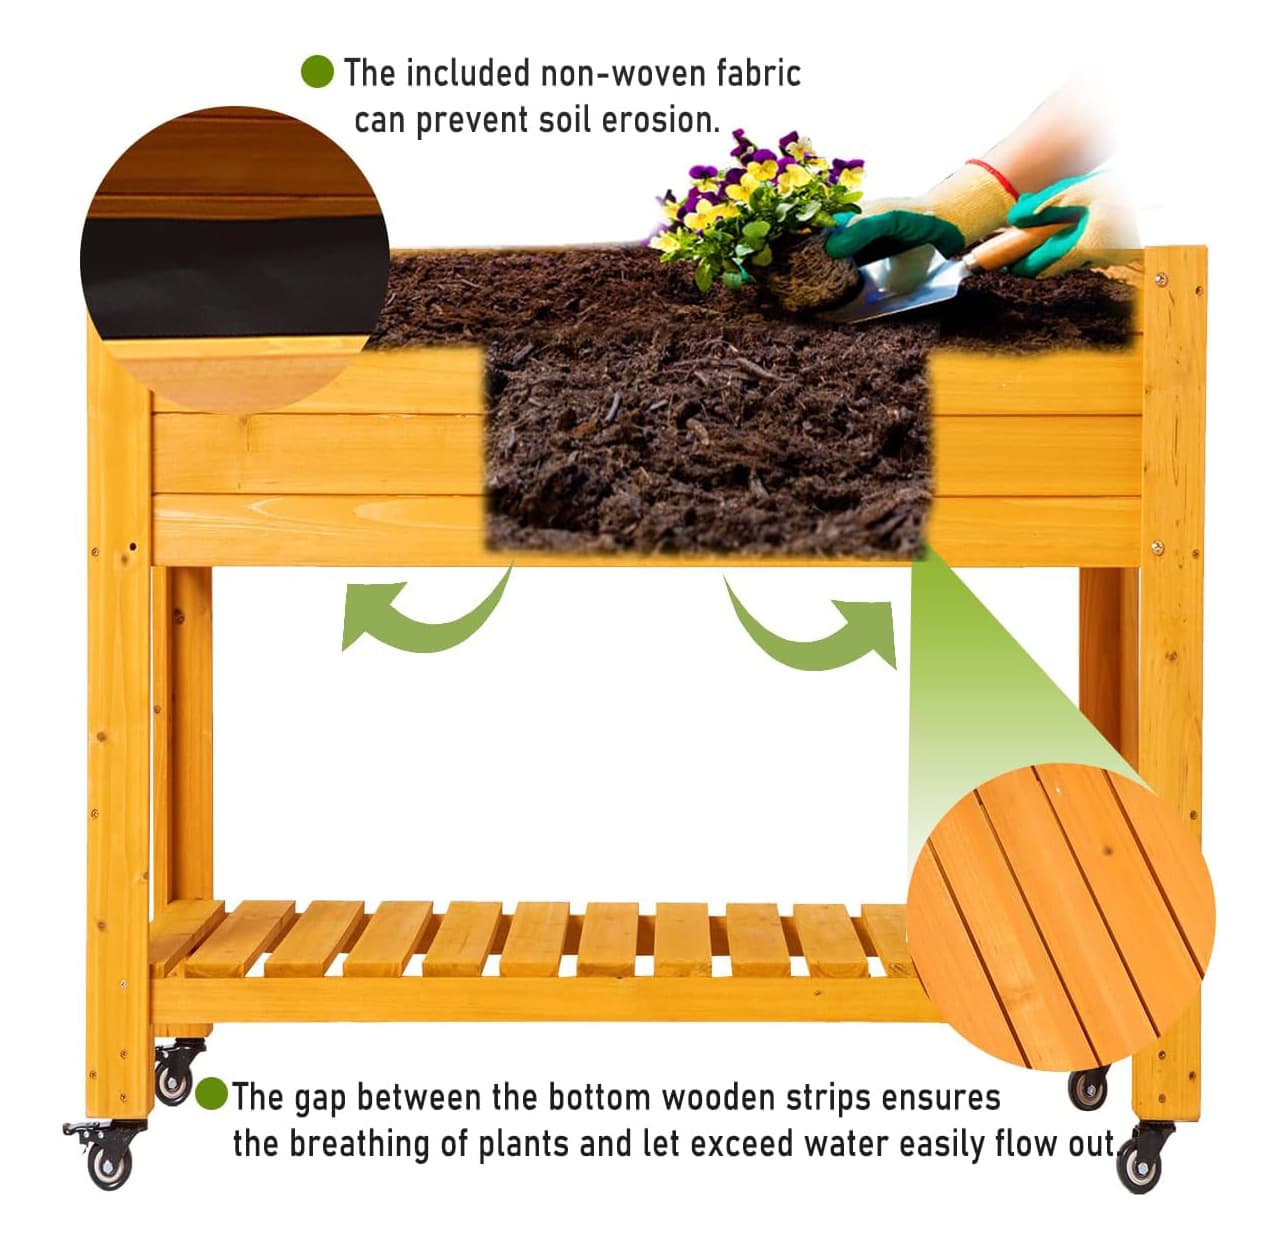 The included non-woven fabric
can prevent soil erosion.
The gap between the bottom wooden strips ensures
the breathing of plants and let exceed water easily flow out.